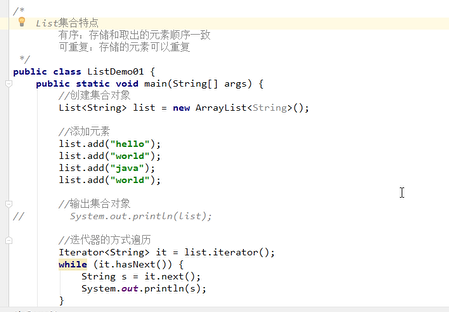 /*
List集合特点
有序：存储和取出的元素顺序一致
可重复：存储的元素可以重复
*/
public class ListDemo01 {
public static void main(String[] args) {
//创建集合对象
List<String> list = new ArrayList<String>();
//添加元素
list.add("hello");
list.add("world");
list.add("java");
list.add("world");
//输出集合对象
// System.out.println(list);
//迭代器的方式遍历
Iterator<String> it = list.iterator();
while (it.hasNext()) {
String s = it.next();
System.out.println(s);
}